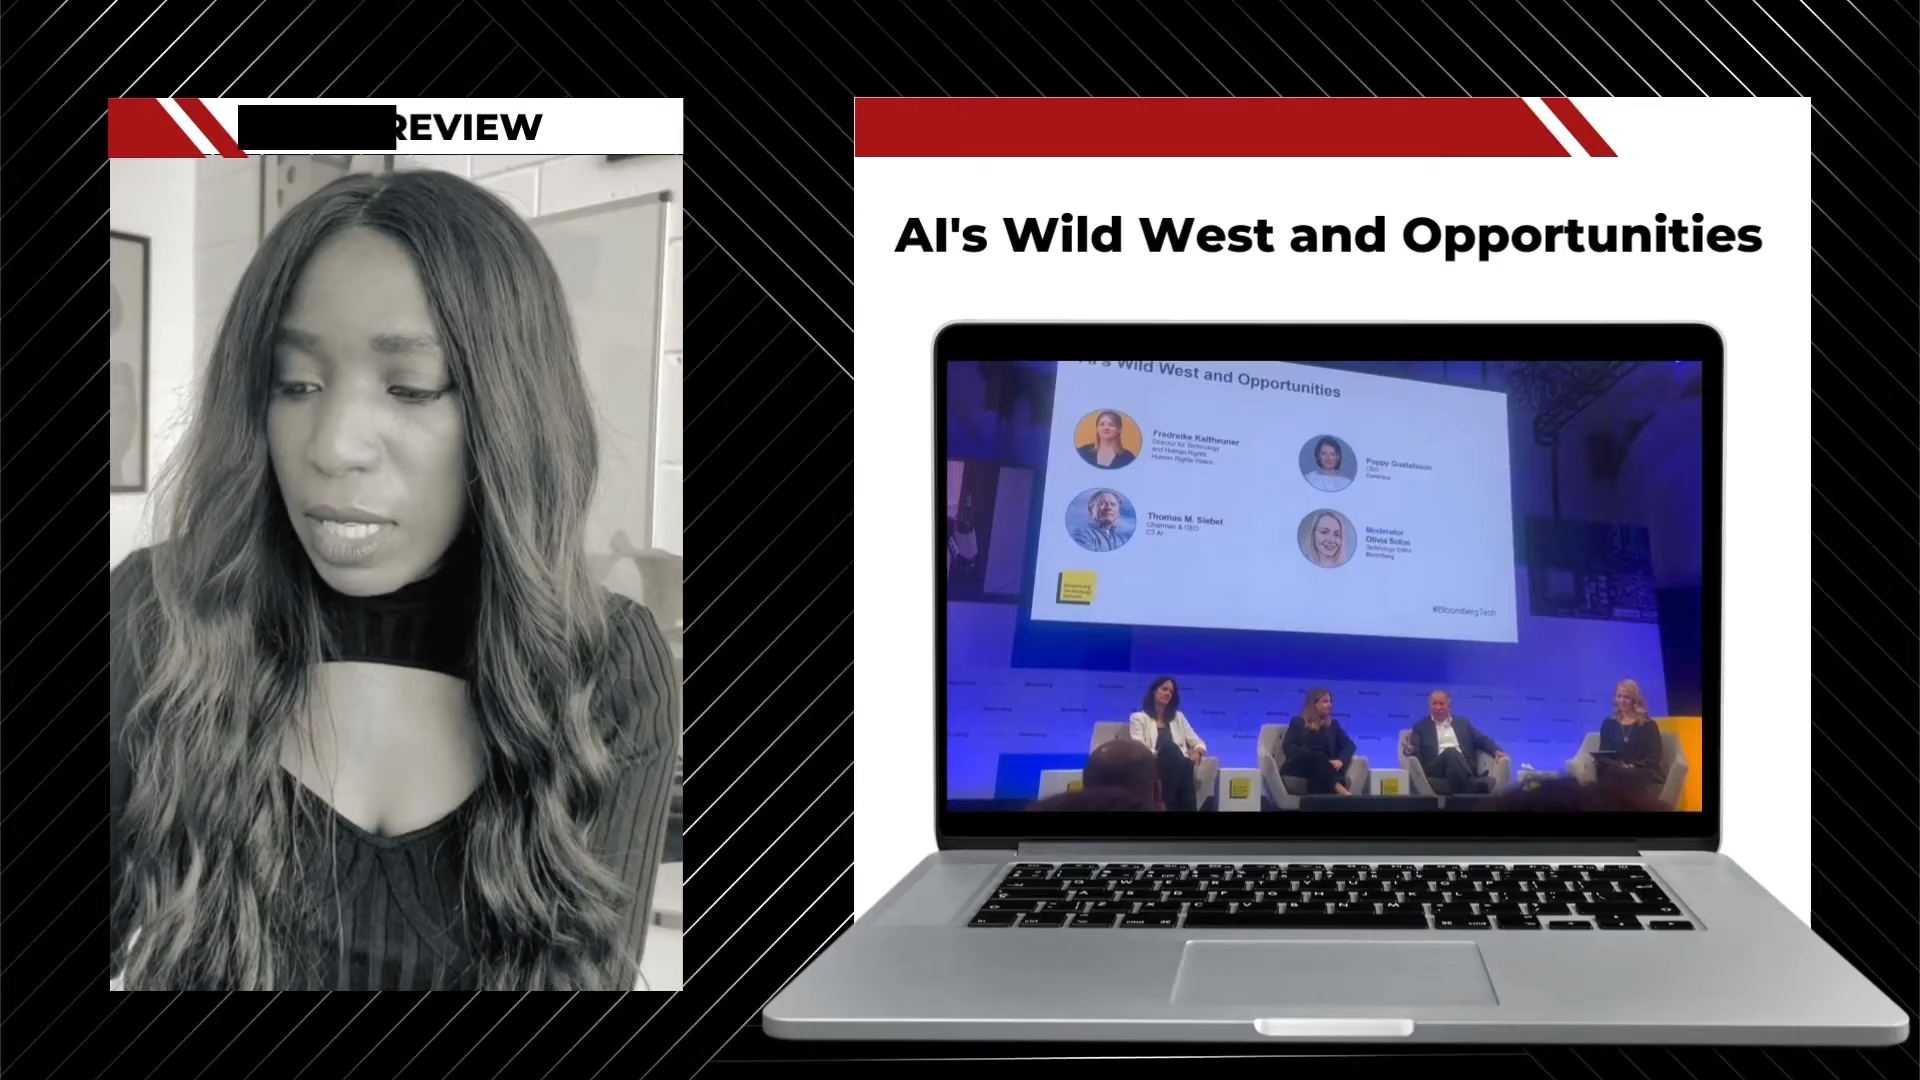 REVIEW
AI's Wild West and Opportunities
AI's Wild West and Opportunities
Fredreike Kaltheuner
Director for Technology
and Human Rights
Human Rights Watch
Poppy Gustafsson
CEO
Darktrace
Thomas M. Siebel
Chairman & CEO
C3 AI
Moderator
Olivia Solon
Technology Editor
Bloomberg
#BloombergTech